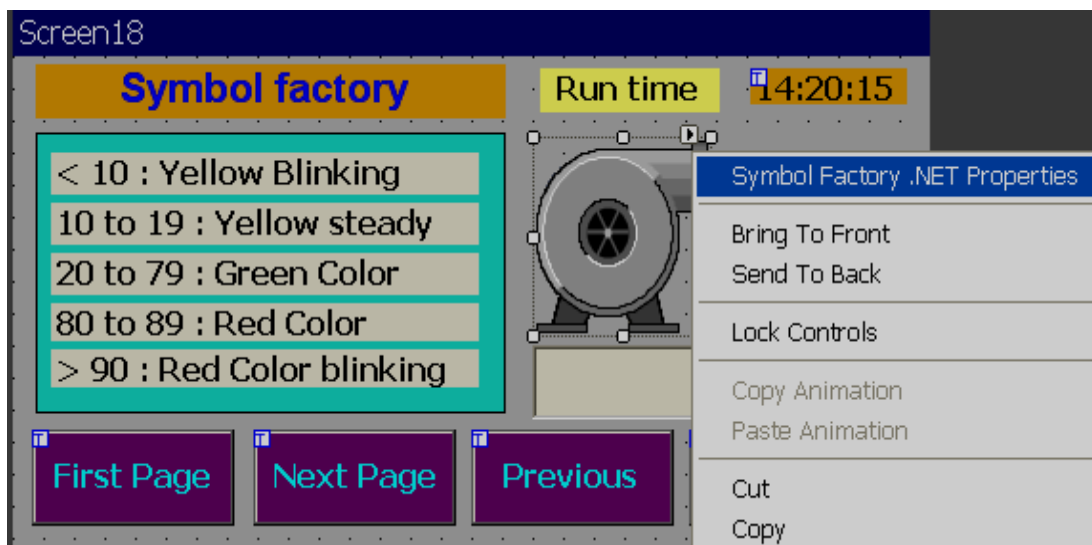 Screen18
Symbol factory
Run time
14:20:15
< 10 : Yellow Blinking
10 to 19 : Yellow steady
20 to 79 : Green Color
80 to 89 : Red Color
> 90 : Red Color blinking
Symbol Factory .NET Properties
Bring To Front
Send To Back
Lock Controls
Copy Animation
Paste Animation
Cut
Copy
T
T
T
T
First Page
Next Page
Previous